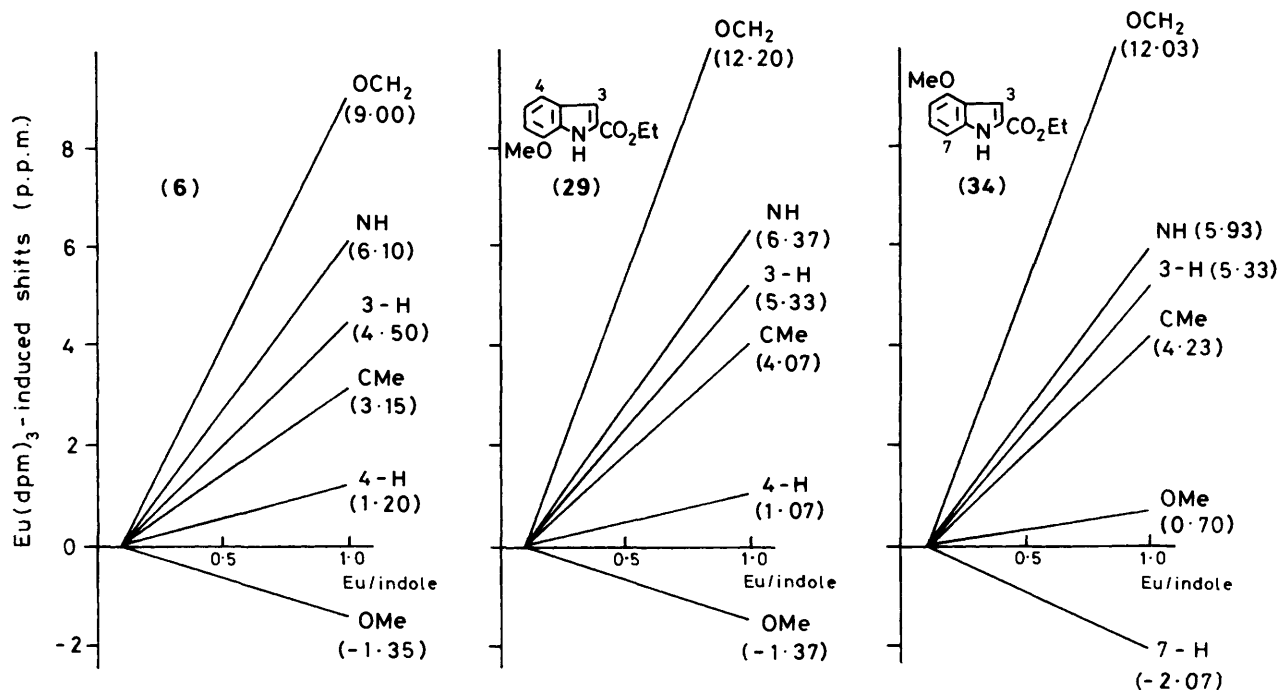 Eu(dpm)₃-induced shifts (p.p.m.)
8
6
4
2
0
-2
0·5
1·0
Eu/indole
(6)
OCH₂
(9·00)
NH
(6·10)
3-H
(4·50)
CMe
(3·15)
4-H
(1·20)
OMe
(-1·35)
OCH₂
(12·20)
4
3
N
H
CO₂Et
MeO
(29)
NH
(6·37)
3-H
(5·33)
CMe
(4·07)
4-H
(1·07)
0·5
1·0
Eu/indole
OMe
(-1·37)
OCH₂
(12·03)
MeO
3
7
N
H
CO₂Et
(34)
NH (5·93)
3-H (5·33)
CMe
(4·23)
OMe
(0·70)
0·5
1·0
Eu/indole
7-H
(-2·07)